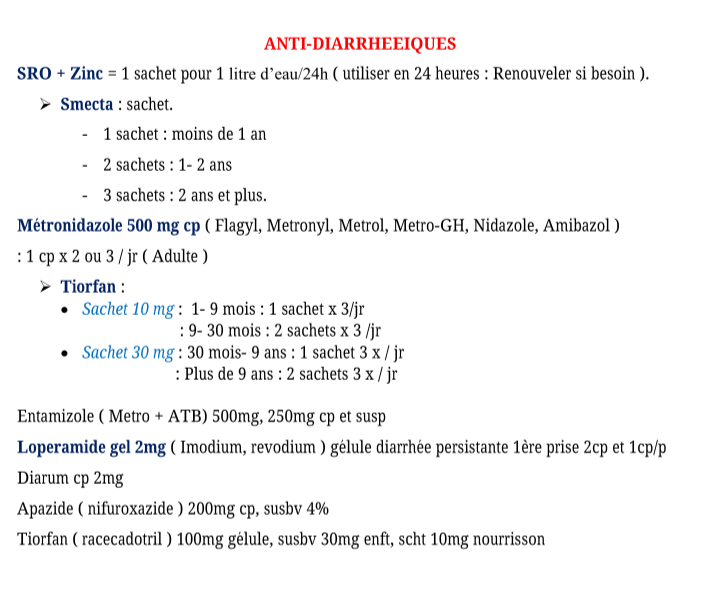 ANTI-DIARRHEEIQUES
SRO + Zinc = 1 sachet pour 1 litre d’eau/24h ( utiliser en 24 heures : Renouveler si besoin ).
➢ Smecta : sachet.
- 1 sachet : moins de 1 an
- 2 sachets : 1- 2 ans
- 3 sachets : 2 ans et plus.
Métronidazole 500 mg cp ( Flagyl, Metronyl, Metrol, Metro-GH, Nidazole, Amibazol )
: 1 cp x 2 ou 3 / jr ( Adulte )
➢ Tiorfan :
• Sachet 10 mg : 1- 9 mois : 1 sachet x 3/jr
: 9- 30 mois : 2 sachets x 3 /jr
• Sachet 30 mg : 30 mois- 9 ans : 1 sachet 3 x / jr
: Plus de 9 ans : 2 sachets 3 x / jr
Entamizole ( Metro + ATB) 500mg, 250mg cp et susp
Loperamide gel 2mg ( Imodium, revodium ) gélule diarrhée persistante 1ère prise 2cp et 1cp/p
Diarum cp 2mg
Apazide ( nifuroxazide ) 200mg cp, susbv 4%
Tiorfan ( racecadotril ) 100mg gélule, susbv 30mg enft, scht 10mg nourrisson